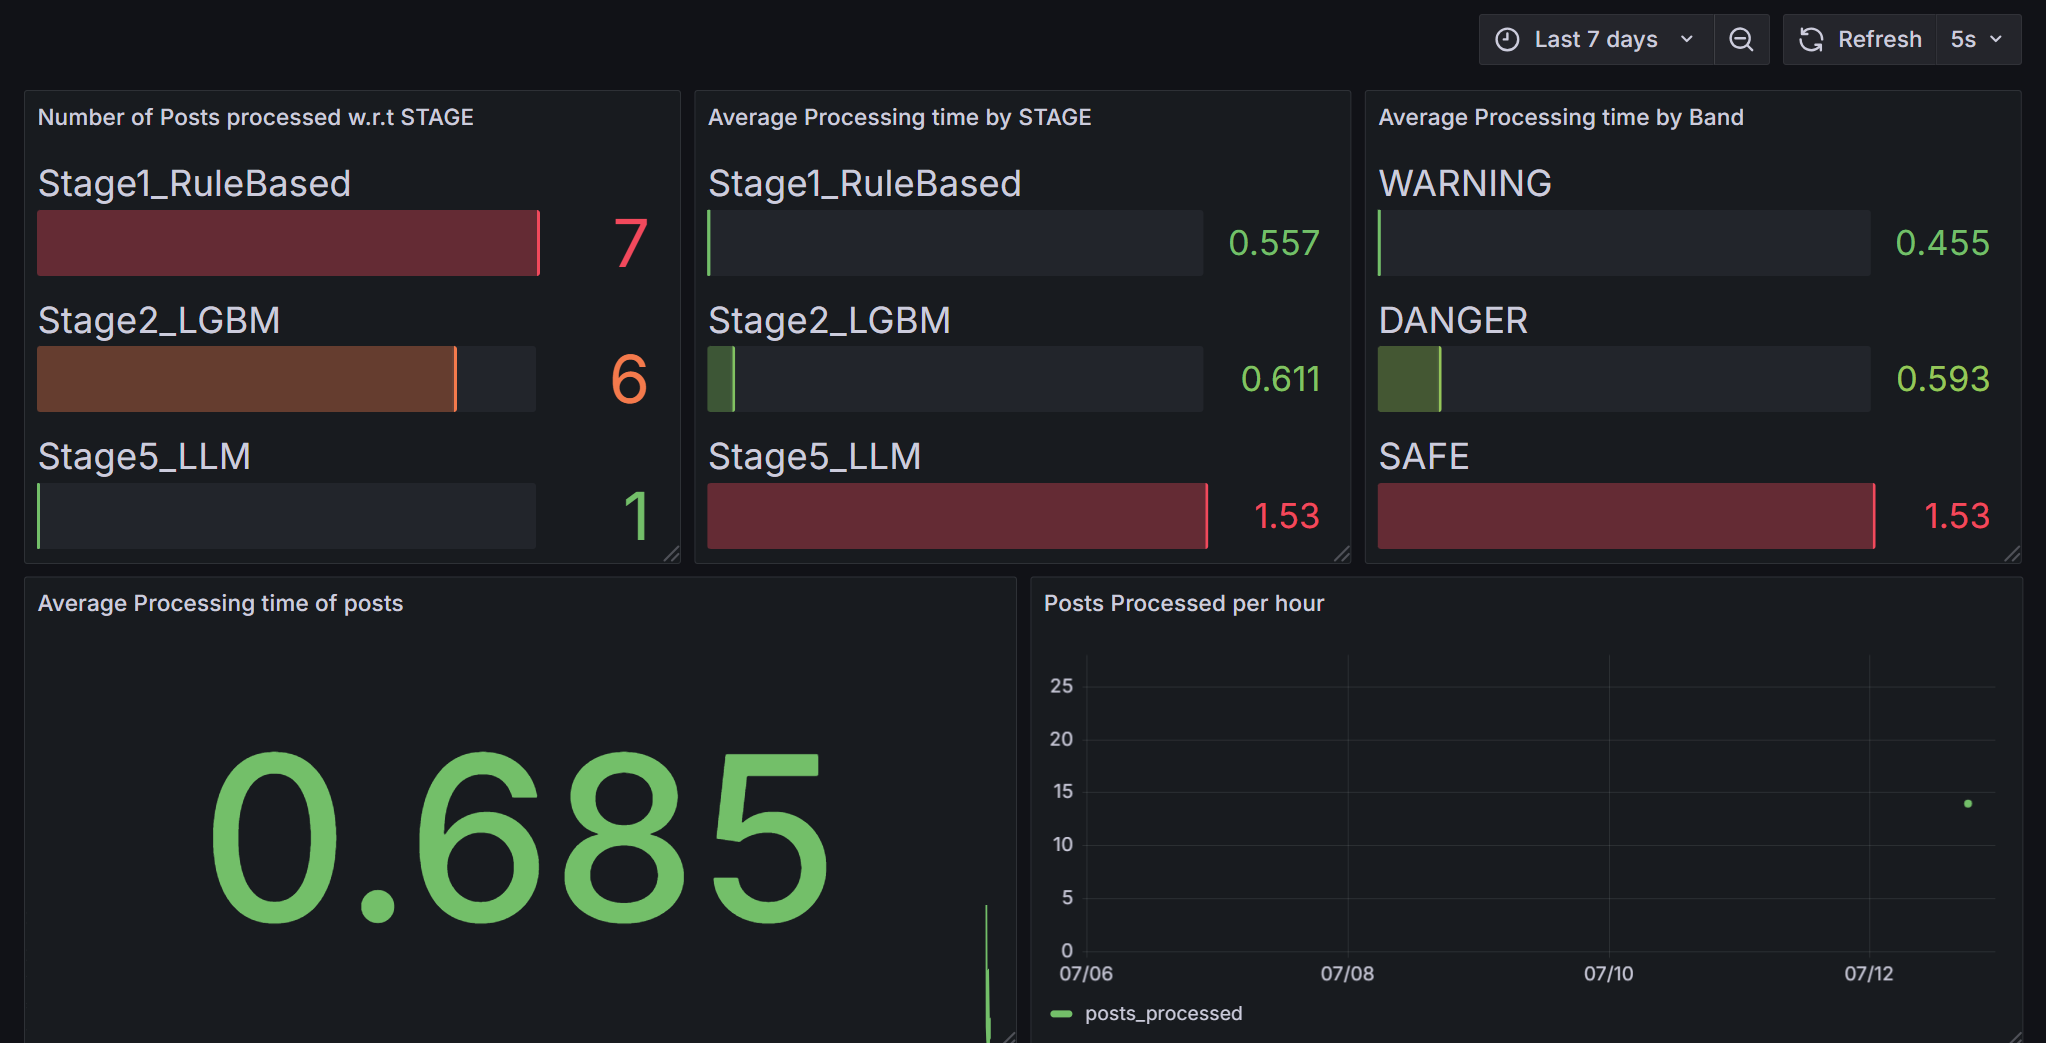 Last 7 days
Refresh
5s
Number of Posts processed w.r.t STAGE
Stage1_RuleBased
7
Stage2_LGBM
6
Stage5_LLM
1
Average Processing time by STAGE
Stage1_RuleBased
0.557
Stage2_LGBM
0.611
Stage5_LLM
1.53
Average Processing time by Band
WARNING
0.455
DANGER
0.593
SAFE
1.53
Average Processing time of posts
0.685
Posts Processed per hour
25
20
15
10
5
0
07/06
07/08
07/10
07/12
posts_processed